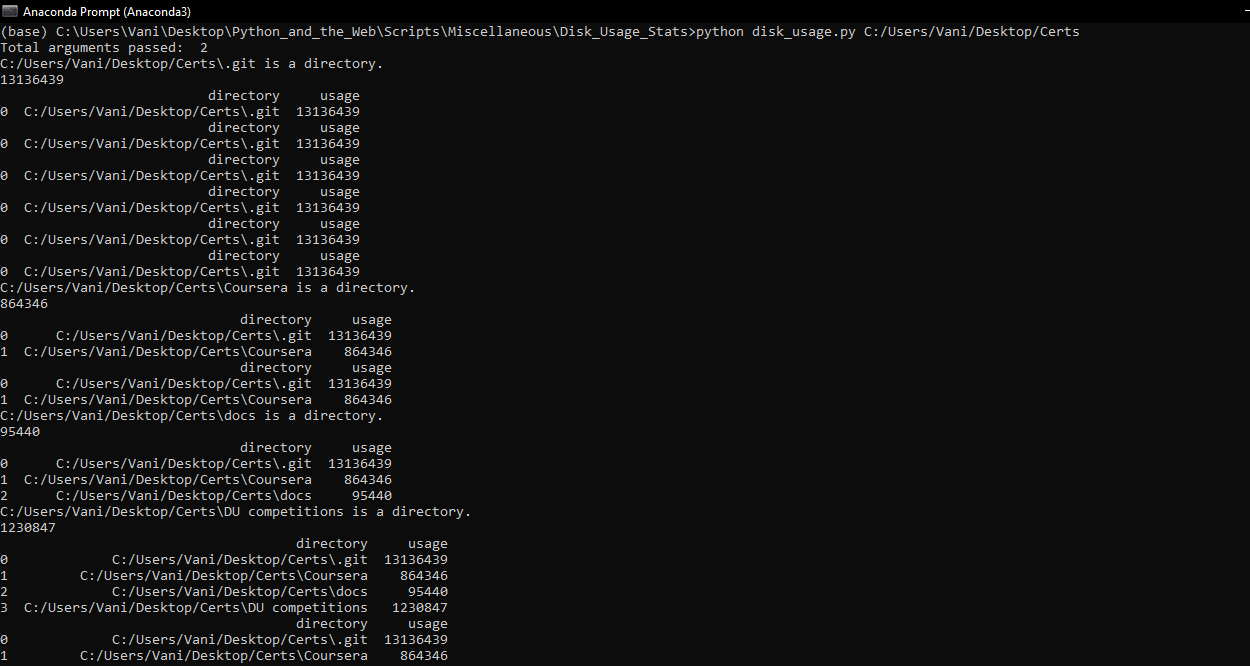 Anaconda Prompt (Anaconda3)
(base) C:\Users\Vani\Desktop\Python_and_the_Web\Scripts\Miscellaneous\Disk_Usage_Stats>python disk_usage.py C:/Users/Vani/Desktop/Certs
Total arguments passed:  2
C:/Users/Vani/Desktop/Certs\.git is a directory.
13136439
                          directory     usage
0  C:/Users/Vani/Desktop/Certs\.git  13136439
                          directory     usage
0  C:/Users/Vani/Desktop/Certs\.git  13136439
                          directory     usage
0  C:/Users/Vani/Desktop/Certs\.git  13136439
                          directory     usage
0  C:/Users/Vani/Desktop/Certs\.git  13136439
                          directory     usage
0  C:/Users/Vani/Desktop/Certs\.git  13136439
                          directory     usage
0  C:/Users/Vani/Desktop/Certs\.git  13136439
C:/Users/Vani/Desktop/Certs\Coursera is a directory.
864346
                              directory     usage
0      C:/Users/Vani/Desktop/Certs\.git  13136439
1  C:/Users/Vani/Desktop/Certs\Coursera    864346
                              directory     usage
0      C:/Users/Vani/Desktop/Certs\.git  13136439
1  C:/Users/Vani/Desktop/Certs\Coursera    864346
C:/Users/Vani/Desktop/Certs\docs is a directory.
95440
                              directory     usage
0      C:/Users/Vani/Desktop/Certs\.git  13136439
1  C:/Users/Vani/Desktop/Certs\Coursera    864346
2      C:/Users/Vani/Desktop/Certs\docs     95440
C:/Users/Vani/Desktop/Certs\DU competitions is a directory.
1230847
                                     directory     usage
0             C:/Users/Vani/Desktop/Certs\.git  13136439
1         C:/Users/Vani/Desktop/Certs\Coursera    864346
2             C:/Users/Vani/Desktop/Certs\docs     95440
3  C:/Users/Vani/Desktop/Certs\DU competitions   1230847
                                     directory     usage
0             C:/Users/Vani/Desktop/Certs\.git  13136439
1         C:/Users/Vani/Desktop/Certs\Coursera    864346